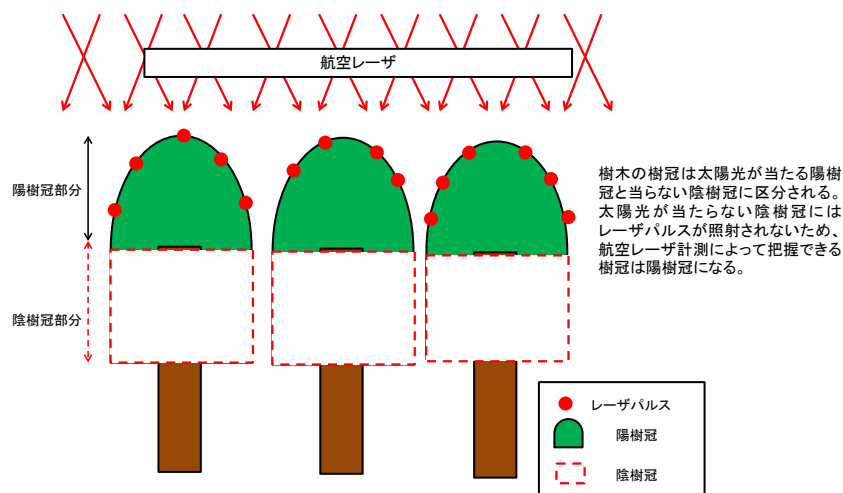 航空レーザ
陽樹冠部分
陰樹冠部分
樹木の樹冠は太陽光が当たる陽樹
冠と当らない陰樹冠に区分される。
太陽光が当たらない陰樹冠には
レーザパルスが照射されないため、
航空レーザ計測によって把握できる
樹冠は陽樹冠になる。
レーザパルス
陽樹冠
陰樹冠